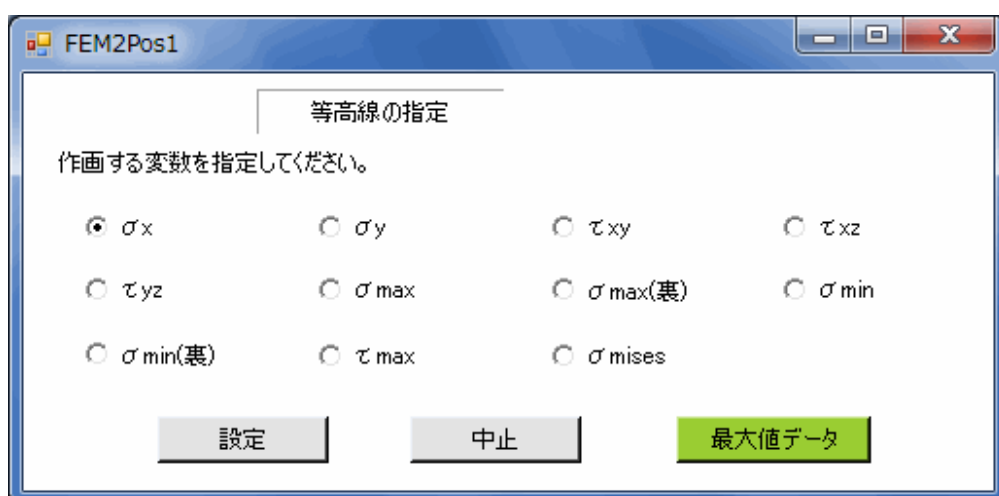 FEM2Pos1
等高線の指定
作画する変数を指定してください。
σx σy τxy τxz
τyz σmax σmax(裏) σmin
σmin(裏) τmax σmises
設定 中止 最大値データ